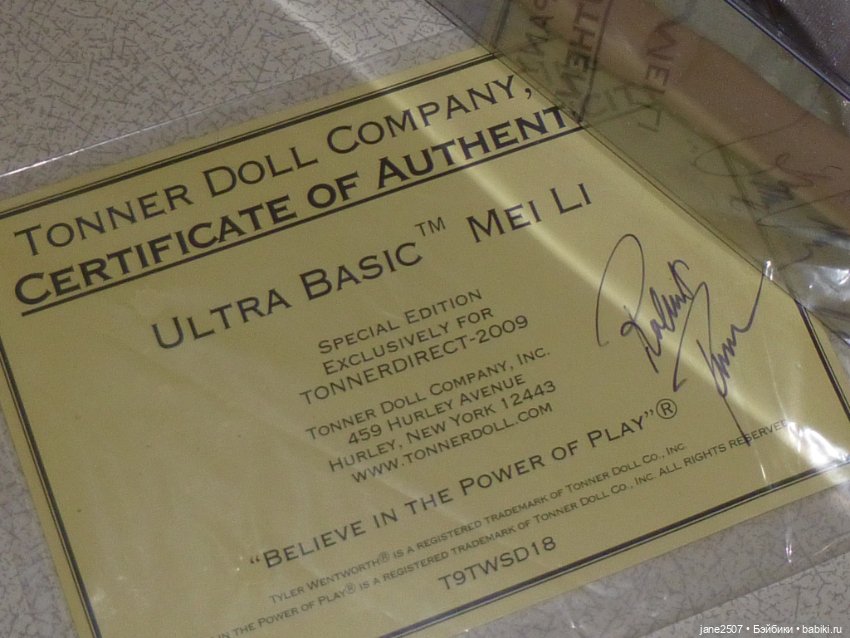 TONNER DOLL COMPANY,
CERTIFICATE OF AUTHENT
ULTRA BASIC™ MEI LI
SPECIAL EDITION
EXCLUSIVELY FOR
TONNERDIRECT-2009
TONNER DOLL COMPANY, INC.
459 HURLEY AVENUE
HURLEY, NEW YORK 12443
WWW.TONNERDOLL.COM
Robert Tonner
"BELIEVE IN THE POWER OF PLAY"®
TYLER WENTWORTH® IS A REGISTERED TRADEMARK OF TONNER DOLL CO., INC.
IN THE POWER OF PLAY® IS A REGISTERED TRADEMARK OF TONNER DOLL CO., INC. ALL RIGHTS RESERVED.
T9TWSD18
jane2507 • Бэйбики • babiki.ru